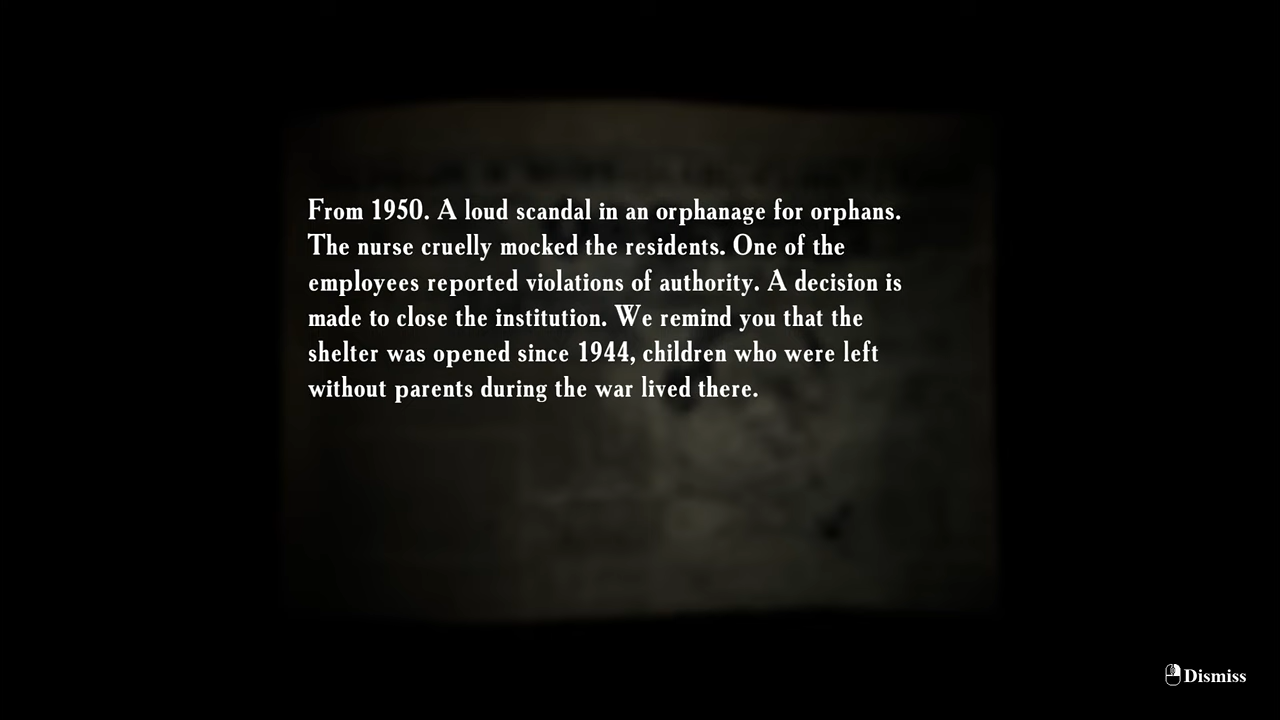 From 1950. A loud scandal in an orphanage for orphans.
The nurse cruelly mocked the residents. One of the
employees reported violations of authority. A decision is
made to close the institution. We remind you that the
shelter was opened since 1944, children who were left
without parents during the war lived there.
Dismiss